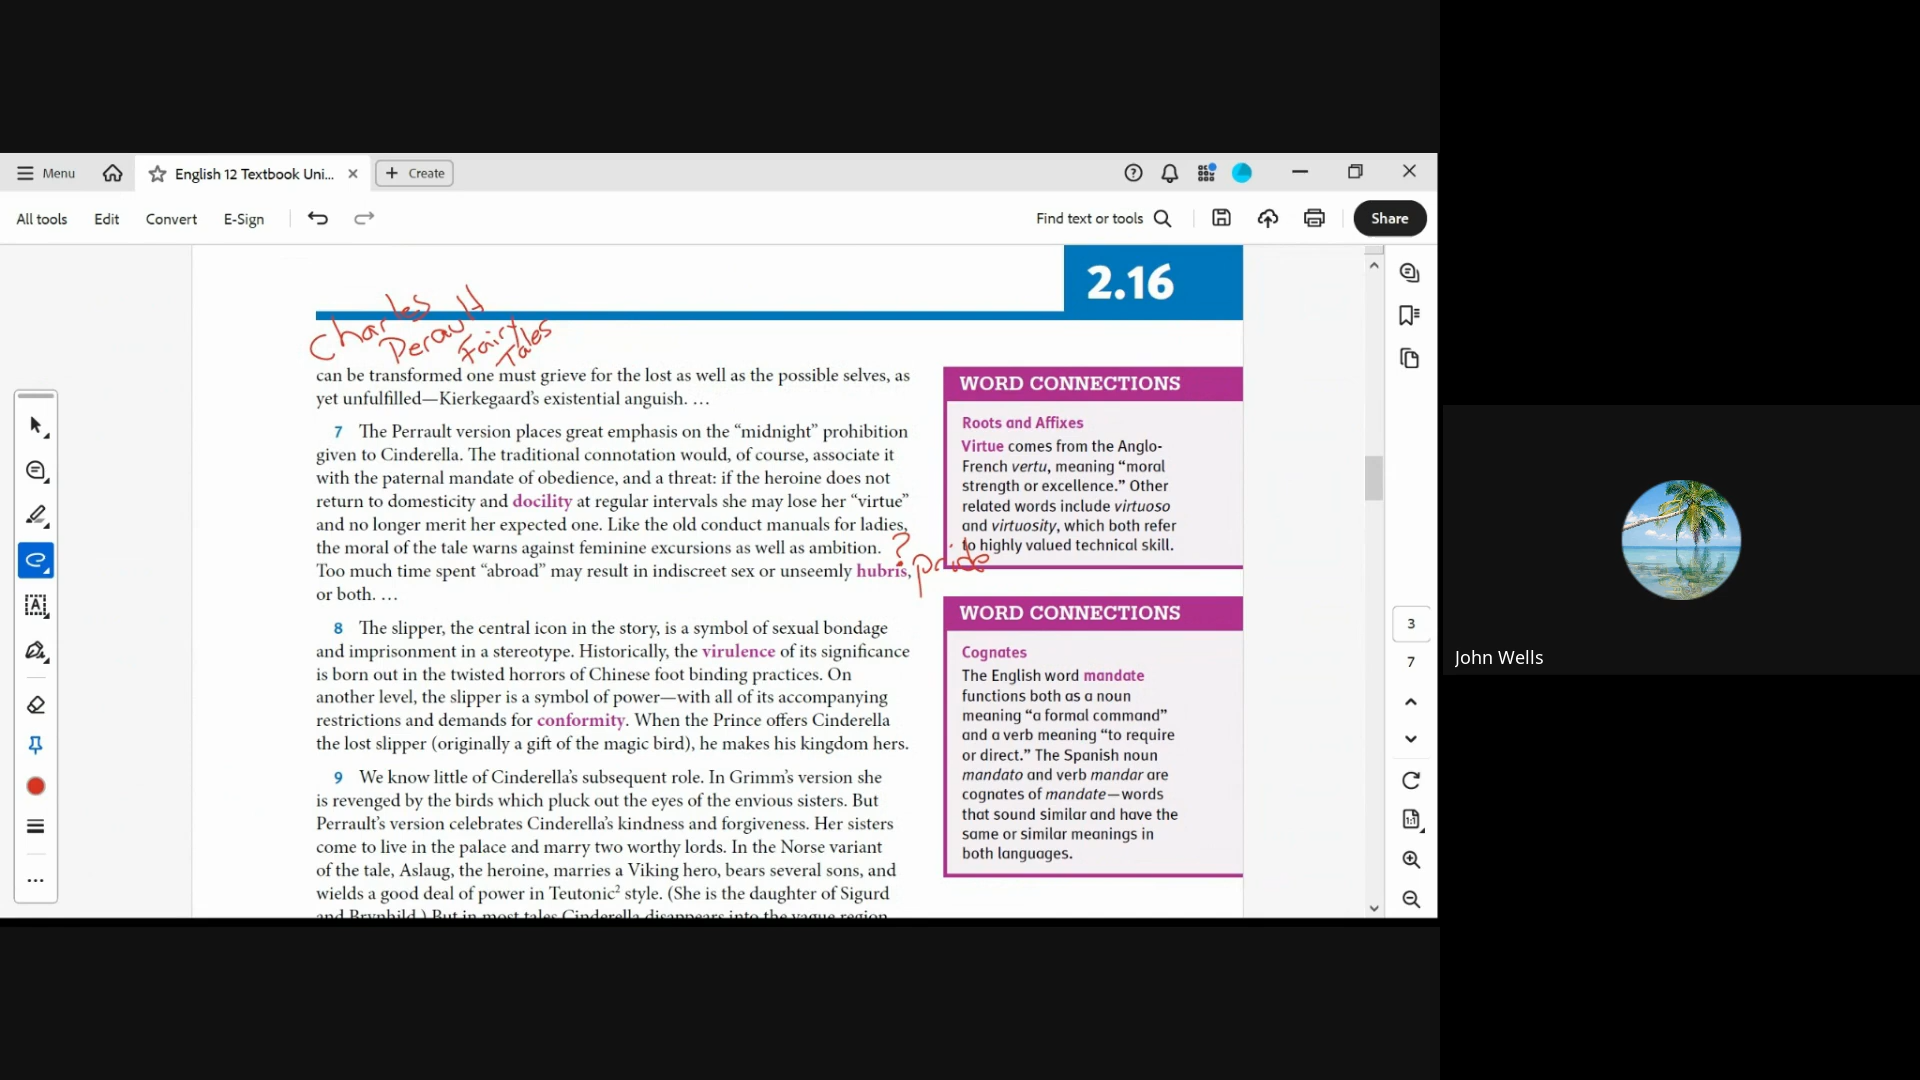 Menu
English 12 Textbook Uni...
Create
All tools
Edit
Convert
E-Sign
Find text or tools
Share
2.16
Charles
Perault
Fairy
Tales
can be transformed one must grieve for the lost as well as the possible selves, as
yet unfulfilled—Kierkegaard’s existential anguish. …
7 The Perrault version places great emphasis on the “midnight” prohibition
given to Cinderella. The traditional connotation would, of course, associate it
with the paternal mandate of obedience, and a threat: if the heroine does not
return to domesticity and docility at regular intervals she may lose her “virtue”
and no longer merit her expected one. Like the old conduct manuals for ladies,
the moral of the tale warns against feminine excursions as well as ambition.
Too much time spent “abroad” may result in indiscreet sex or unseemly hubris,
or both. …
? pride
8 The slipper, the central icon in the story, is a symbol of sexual bondage
and imprisonment in a stereotype. Historically, the virulence of its significance
is born out in the twisted horrors of Chinese foot binding practices. On
another level, the slipper is a symbol of power—with all of its accompanying
restrictions and demands for conformity. When the Prince offers Cinderella
the lost slipper (originally a gift of the magic bird), he makes his kingdom hers.
9 We know little of Cinderella’s subsequent role. In Grimm’s version she
is revenged by the birds which pluck out the eyes of the envious sisters. But
Perrault’s version celebrates Cinderella’s kindness and forgiveness. Her sisters
come to live in the palace and marry two worthy lords. In the Norse variant
of the tale, Aslaug, the heroine, marries a Viking hero, bears several sons, and
wields a good deal of power in Teutonic² style. (She is the daughter of Sigurd
and Brynhild.) But in most tales Cinderella disappears into the vague region
WORD CONNECTIONS
Roots and Affixes
Virtue comes from the Anglo-
French vertu, meaning “moral
strength or excellence.” Other
related words include virtuoso
and virtuosity, which both refer
to highly valued technical skill.
WORD CONNECTIONS
Cognates
The English word mandate
functions both as a noun
meaning “a formal command”
and a verb meaning “to require
or direct.” The Spanish noun
mandato and verb mandar are
cognates of mandate—words
that sound similar and have the
same or similar meanings in
both languages.
3
7
1:1
John Wells